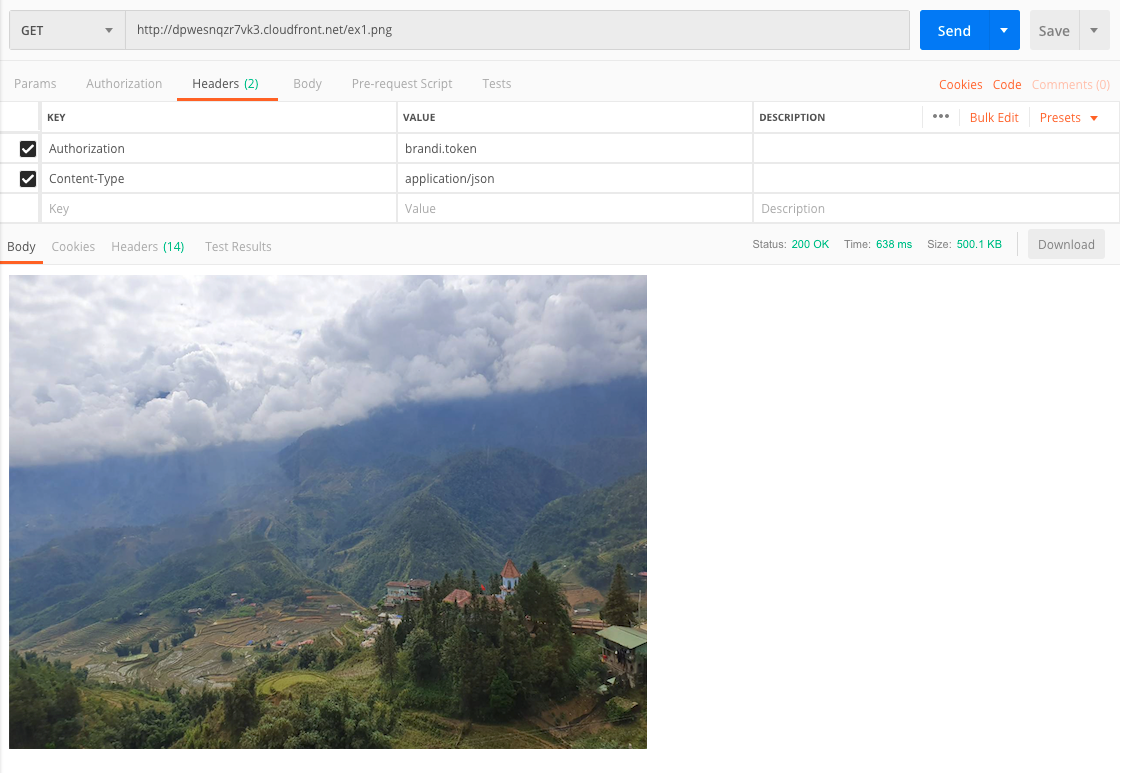 GET http://dpwesnqzr7vk3.cloudfront.net/ex1.png Send Save
Params Authorization Headers (2) Body Pre-request Script Tests Cookies Code Comments (0)
KEY VALUE DESCRIPTION ••• Bulk Edit Presets
Authorization brandi.token
Content-Type application/json
Key Value Description
Body Cookies Headers (14) Test Results Status: 200 OK Time: 638 ms Size: 500.1 KB Download